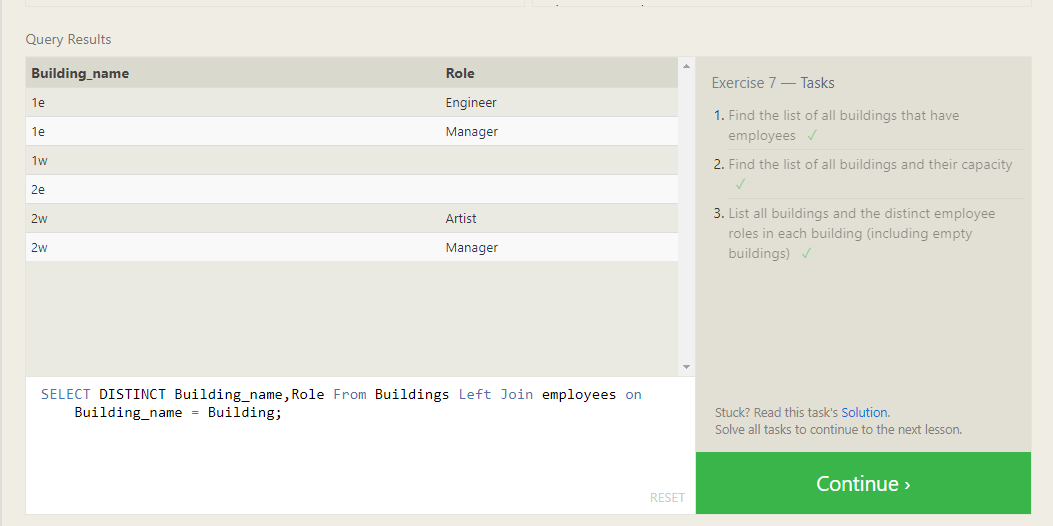 Query Results
Building_name Role
1e Engineer
1e Manager
1w
2e
2w Artist
2w Manager
SELECT DISTINCT Building_name,Role From Buildings Left Join employees on
Building_name = Building;
RESET
Exercise 7 — Tasks
1. Find the list of all buildings that have
employees ✓
2. Find the list of all buildings and their capacity
✓
3. List all buildings and the distinct employee
roles in each building (including empty
buildings) ✓
Stuck? Read this task's Solution.
Solve all tasks to continue to the next lesson.
Continue ›